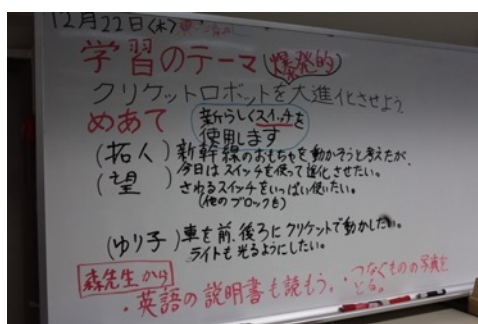 12月22日(木)
学習のテーマ(爆発的)
クリケットロボットを大進化させよう
めあて 新らしくスイッチを
使用します
(拓人)新幹線のおもちゃを動かそうと考えたが、
(望)今日はスイッチを使って進化させたい。
さわるスイッチをいっぱい使いたい。
(他のブロックも)
(ゆり子)車を前、後ろにクリケットで動かしたい。
ライトも光るようにしたい。
森先生から
・英語の説明書も読もう。・つなぐものの写真を
とる。